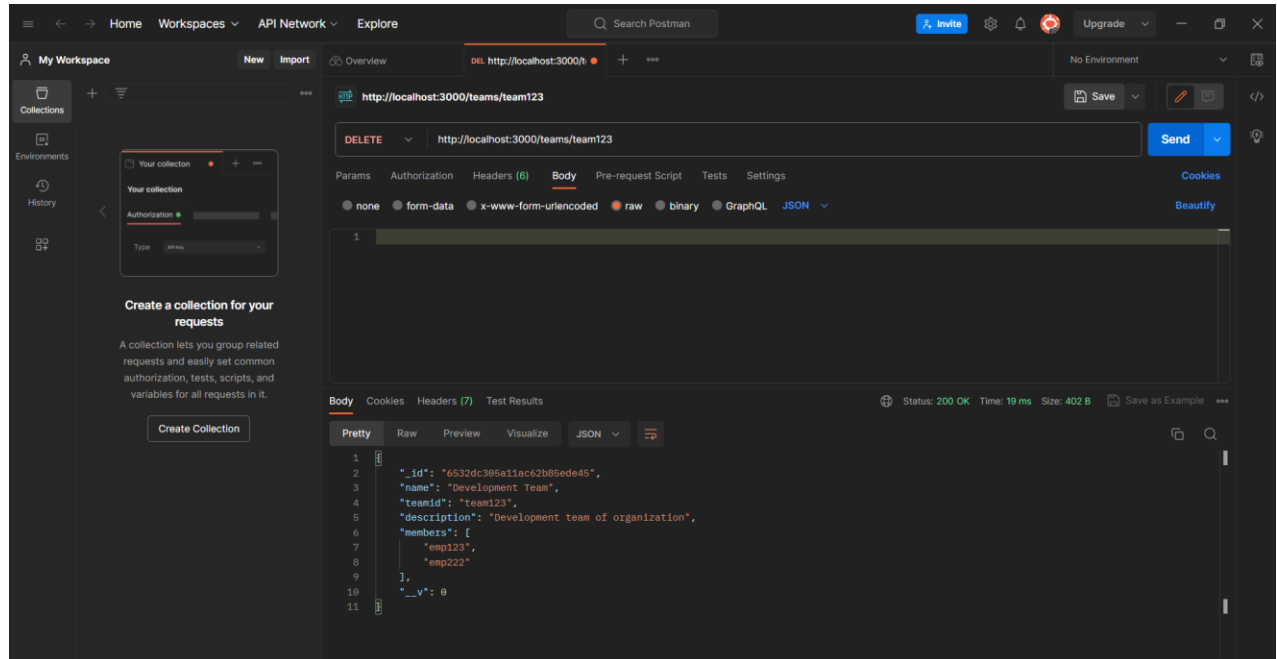 Home Workspaces API Network Explore Search Postman Invite Upgrade
My Workspace New Import Overview DEL http://localhost:3000/t No Environment
Collections
Environments
History
Your collecton
Your collection
Authorization
Type API Key
Create a collection for your
requests
A collection lets you group related
requests and easily set common
authorization, tests, scripts, and
variables for all requests in it.
Create Collection
HTTP http://localhost:3000/teams/team123 Save
DELETE http://localhost:3000/teams/team123 Send
Params Authorization Headers (6) Body Pre-request Script Tests Settings Cookies
none form-data x-www-form-urlencoded raw binary GraphQL JSON Beautify
1
Body Cookies Headers (7) Test Results Status: 200 OK Time: 19 ms Size: 402 B Save as Example
Pretty Raw Preview Visualize JSON
1 {
2 "_id": "6532dc305a11ac62b85ede45",
3 "name": "Development Team",
4 "teamid": "team123",
5 "description": "Development team of organization",
6 "members": [
7 "emp123",
8 "emp222"
9 ],
10 "__v": 0
11 }